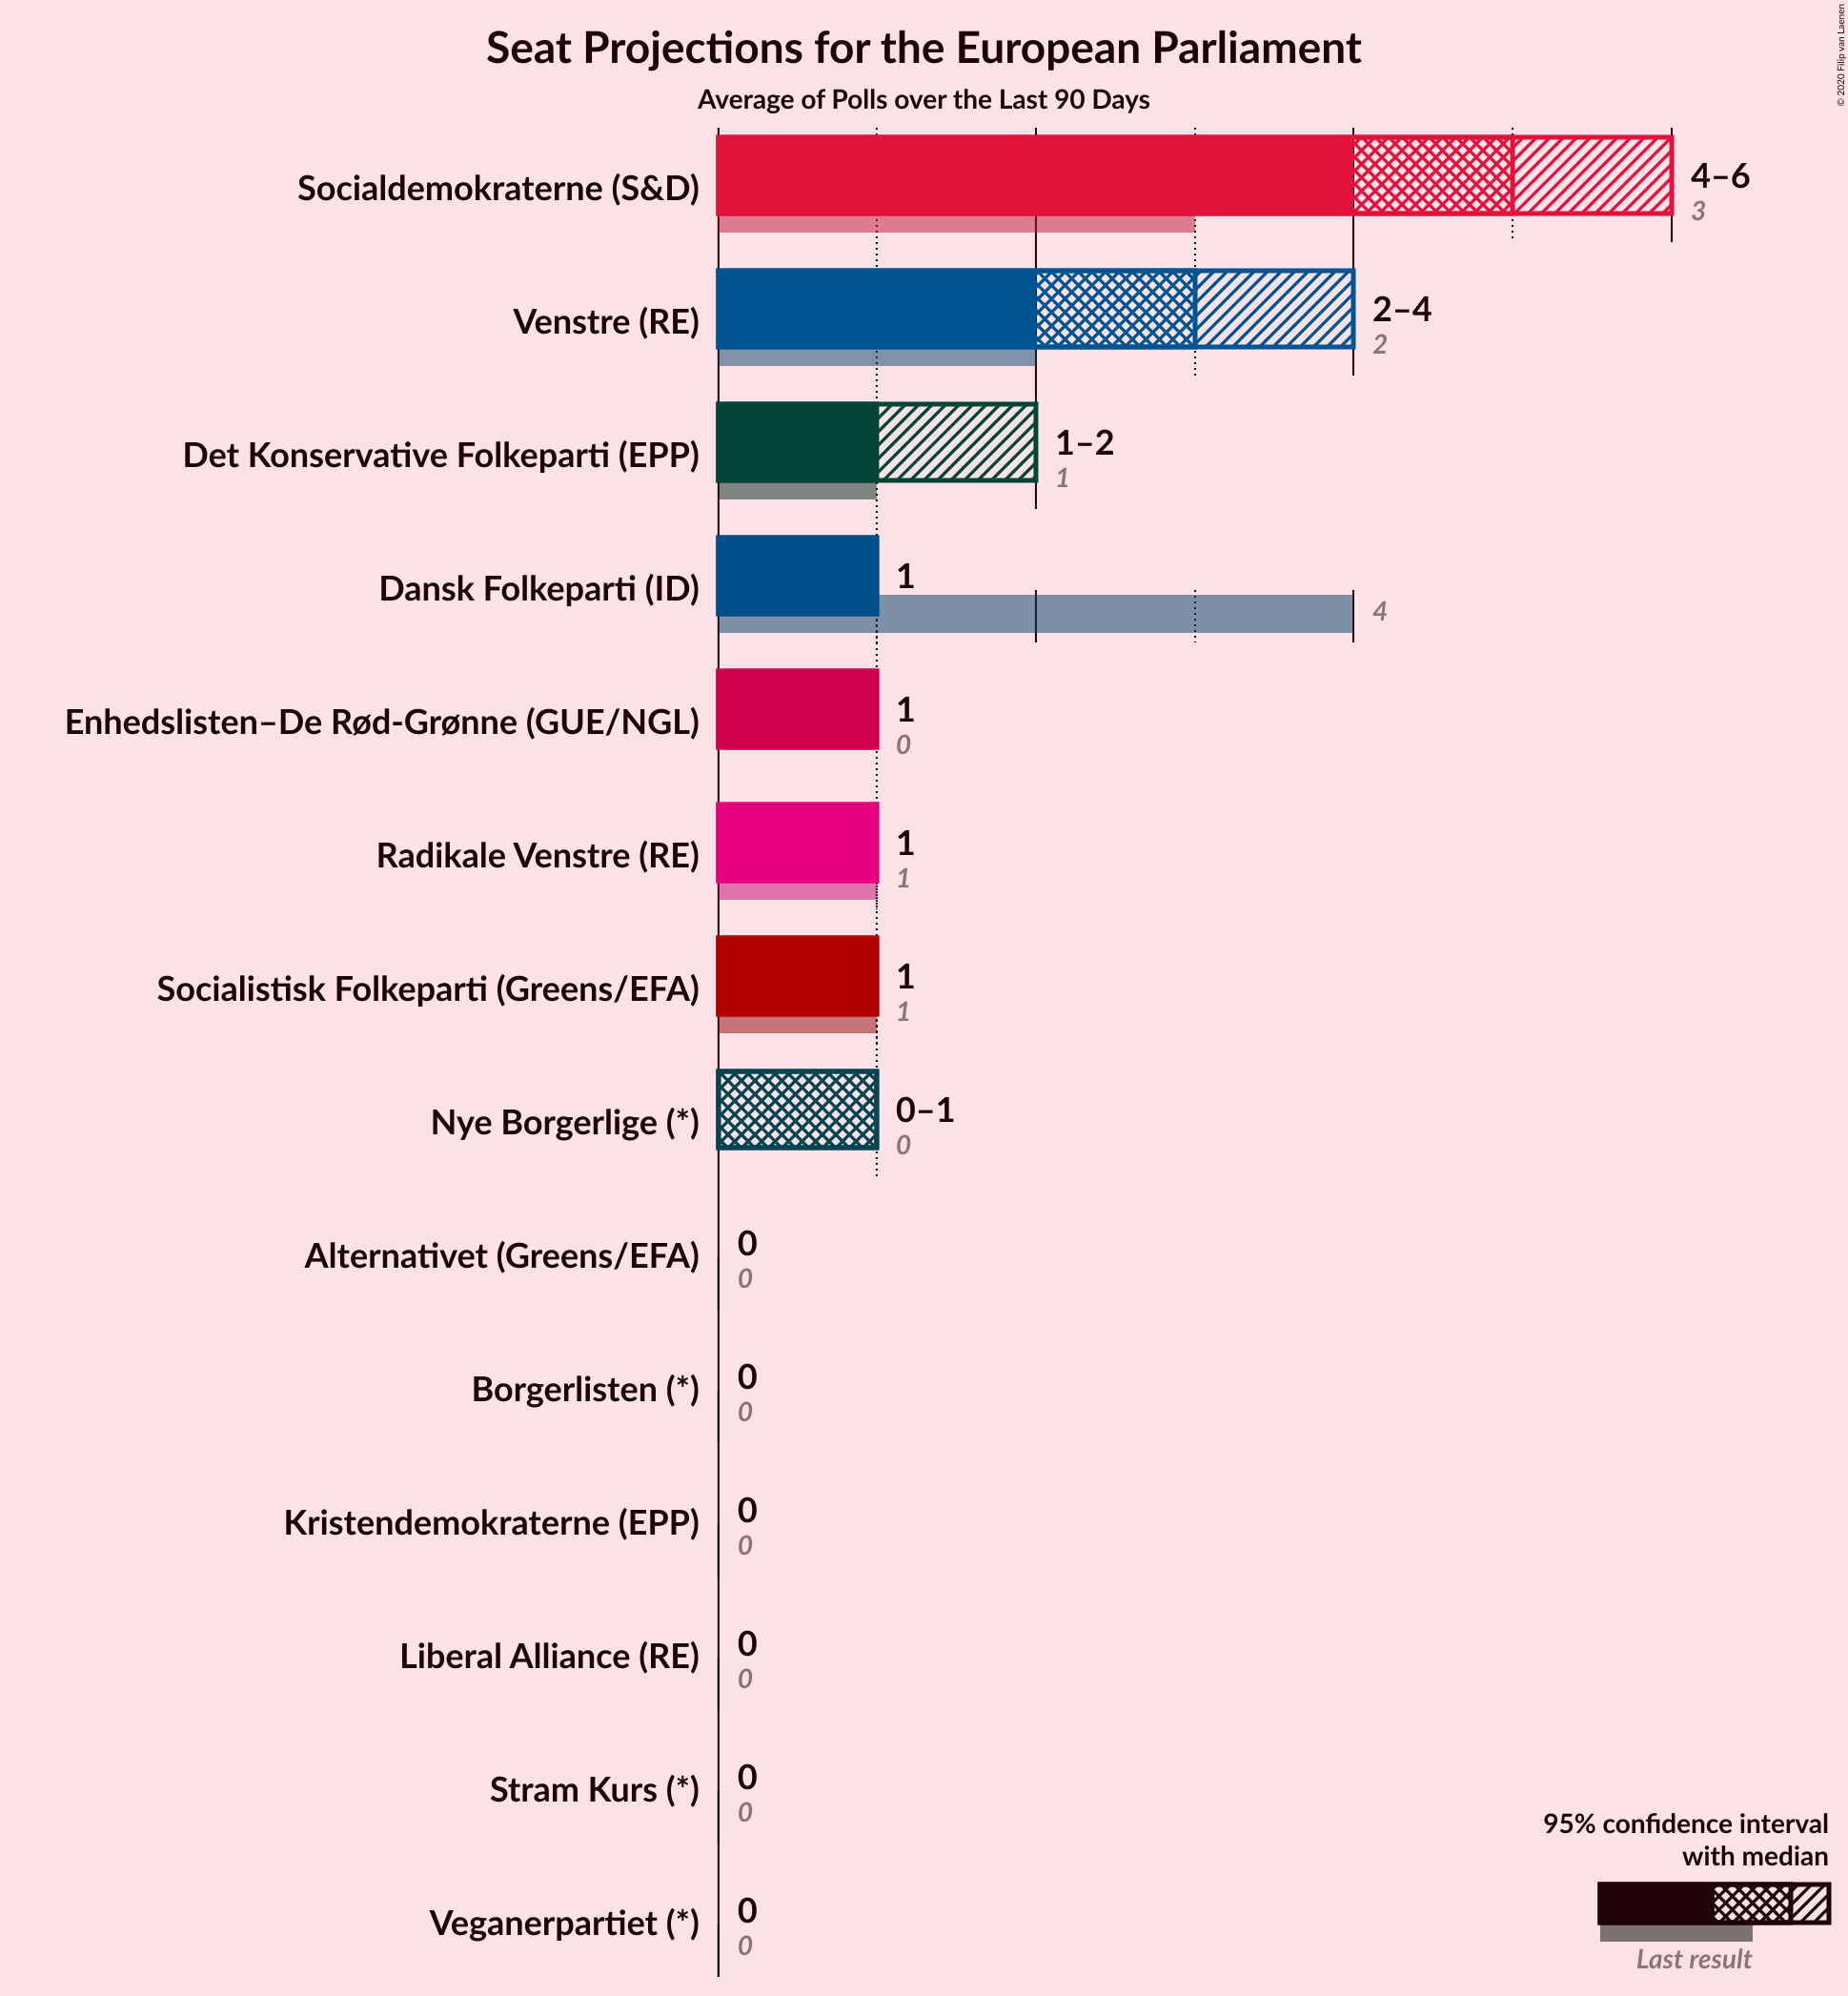 Seat Projections for the European Parliament
Average of Polls over the Last 90 Days
© 2020 Filip van Laenen
Socialdemokraterne (S&D)
4–6
3
Venstre (RE)
2–4
2
Det Konservative Folkeparti (EPP)
1–2
1
Dansk Folkeparti (ID)
1
4
Enhedslisten–De Rød-Grønne (GUE/NGL)
1
0
Radikale Venstre (RE)
1
1
Socialistisk Folkeparti (Greens/EFA)
1
1
Nye Borgerlige (*)
0–1
0
Alternativet (Greens/EFA)
0
0
Borgerlisten (*)
0
0
Kristendemokraterne (EPP)
0
0
Liberal Alliance (RE)
0
0
Stram Kurs (*)
0
0
Veganerpartiet (*)
0
0
95% confidence interval
with median
Last result